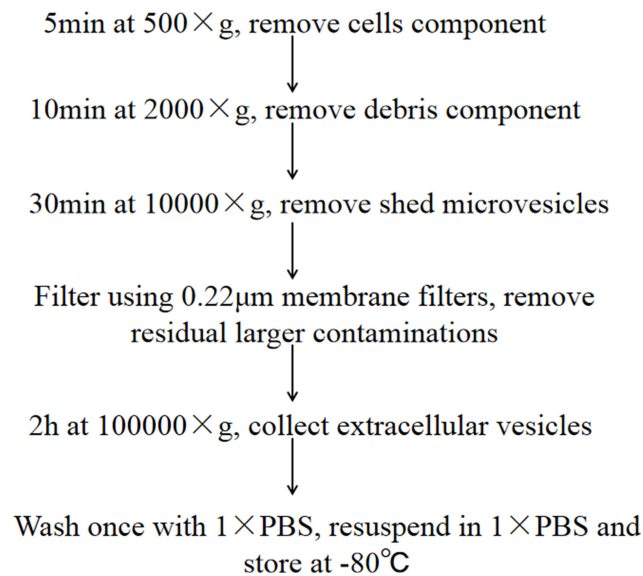 5min at 500×g, remove cells component
10min at 2000×g, remove debris component
30min at 10000×g, remove shed microvesicles
Filter using 0.22μm membrane filters, remove
residual larger contaminations
2h at 100000×g, collect extracellular vesicles
Wash once with 1×PBS, resuspend in 1×PBS and
store at -80℃